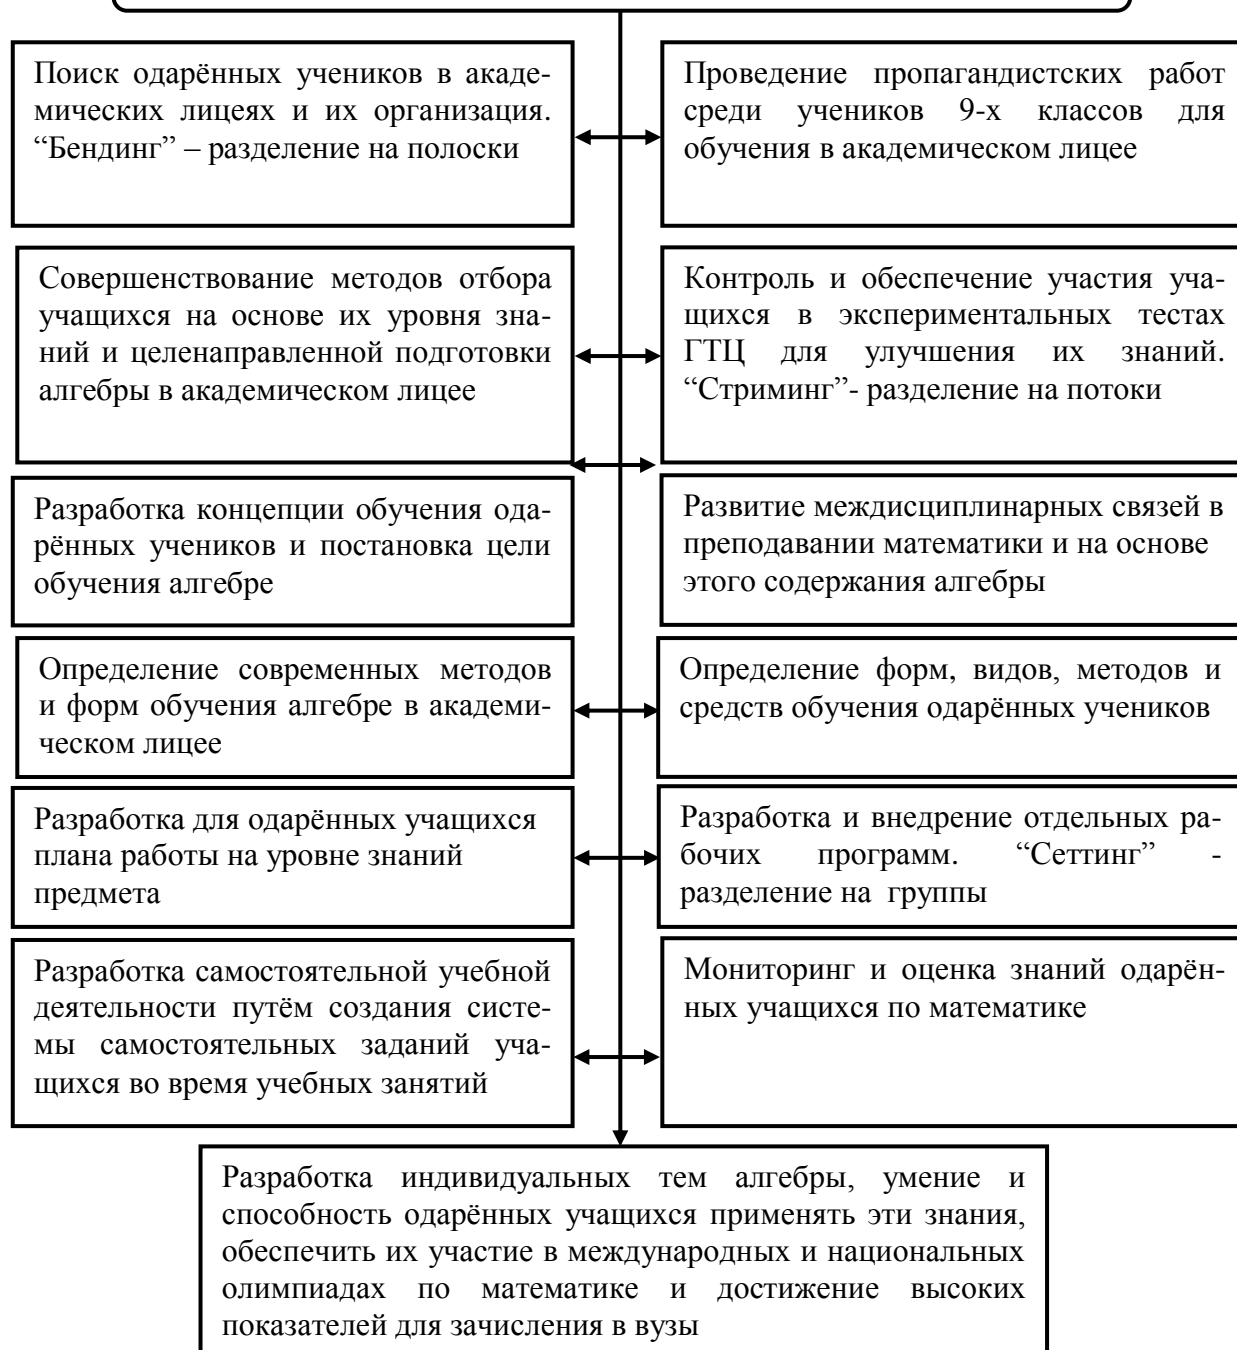 Поиск одарённых учеников в акаде-
мических лицеях и их организация.
“Бендинг” – разделение на полоски
Проведение пропагандистских работ
среди учеников 9-х классов для
обучения в академическом лицее
Совершенствование методов отбора
учащихся на основе их уровня зна-
ний и целенаправленной подготовки
алгебры в академическом лицее
Контроль и обеспечение участия уча-
щихся в экспериментальных тестах
ГТЦ для улучшения их знаний.
“Стриминг”- разделение на потоки
Разработка концепции обучения ода-
рённых учеников и постановка цели
обучения алгебре
Развитие междисциплинарных связей в
преподавании математики и на основе
этого содержания алгебры
Определение современных методов
и форм обучения алгебре в академи-
ческом лицее
Определение форм, видов, методов и
средств обучения одарённых учеников
Разработка для одарённых учащихся
плана работы на уровне знаний
предмета
Разработка и внедрение отдельных ра-
бочих программ. “Сеттинг” -
разделение на группы
Разработка самостоятельной учебной
деятельности путём создания систе-
мы самостоятельных заданий уча-
щихся во время учебных занятий
Мониторинг и оценка знаний одарён-
ных учащихся по математике
Разработка индивидуальных тем алгебры, умение и
способность одарённых учащихся применять эти знания,
обеспечить их участие в международных и национальных
олимпиадах по математике и достижение высоких
показателей для зачисления в вузы